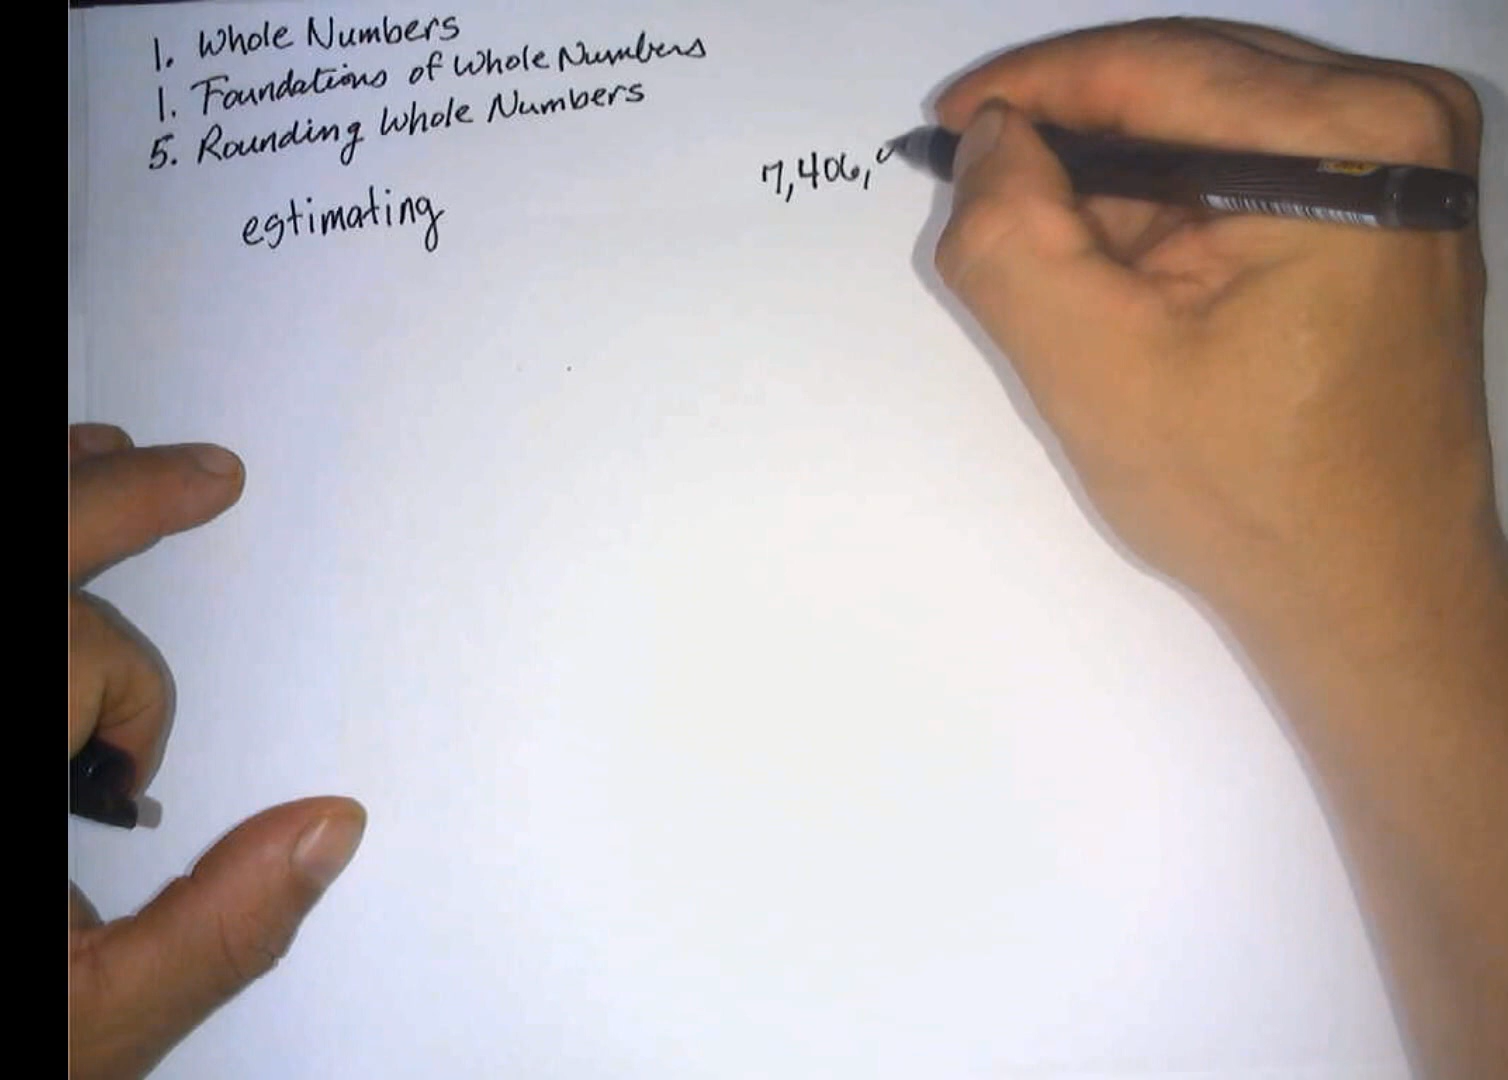 1. Whole Numbers
1. Foundations of Whole Numbers
5. Rounding Whole Numbers
estimating
7,406,